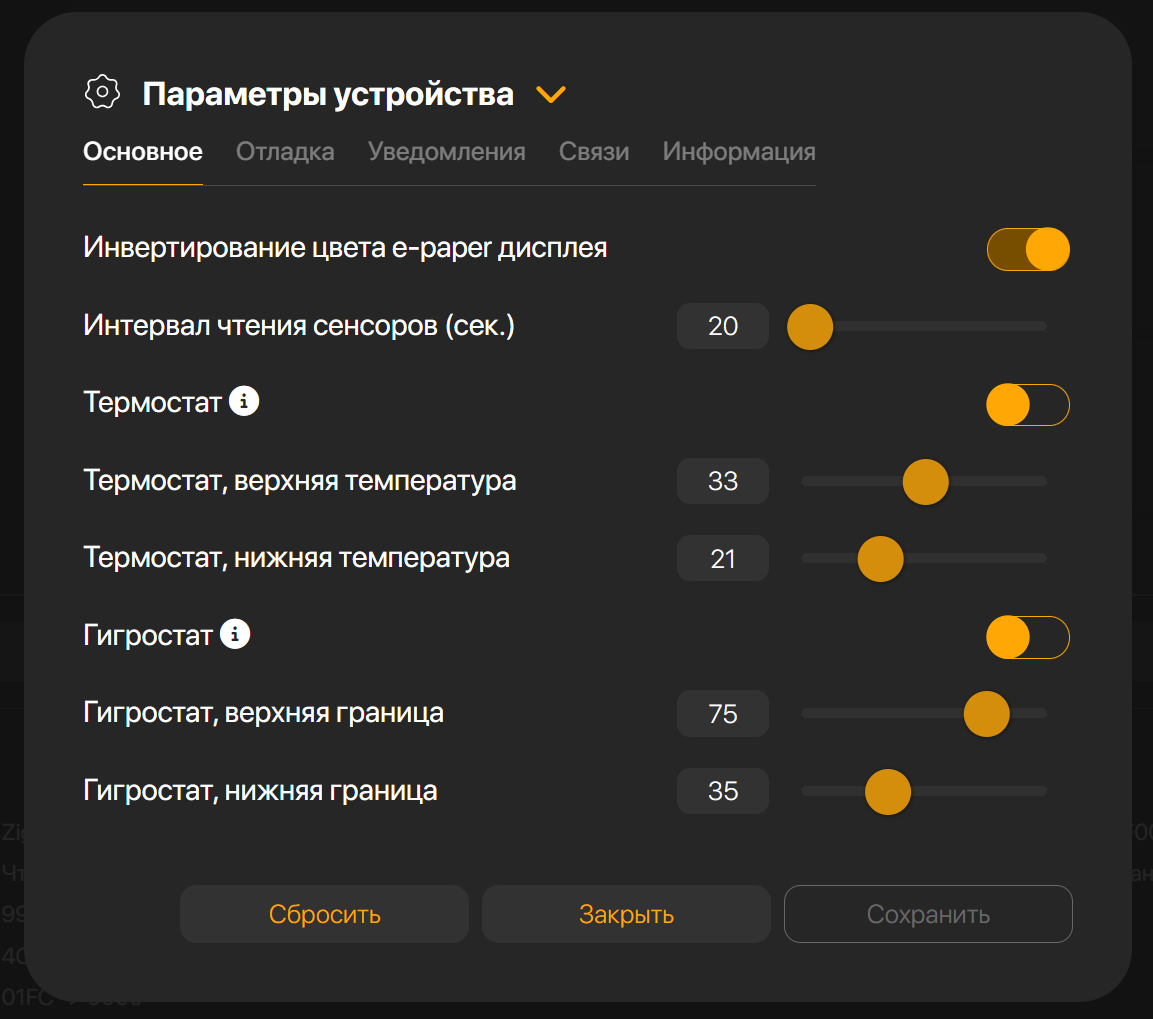 Параметры устройства
Основное Отладка Уведомления Связи Информация
Инвертирование цвета e-paper дисплея
Интервал чтения сенсоров (сек.) 20
Термостат i
Термостат, верхняя температура 33
Термостат, нижняя температура 21
Гигростат i
Гигростат, верхняя граница 75
Гигростат, нижняя граница 35
Сбросить Закрыть Сохранить